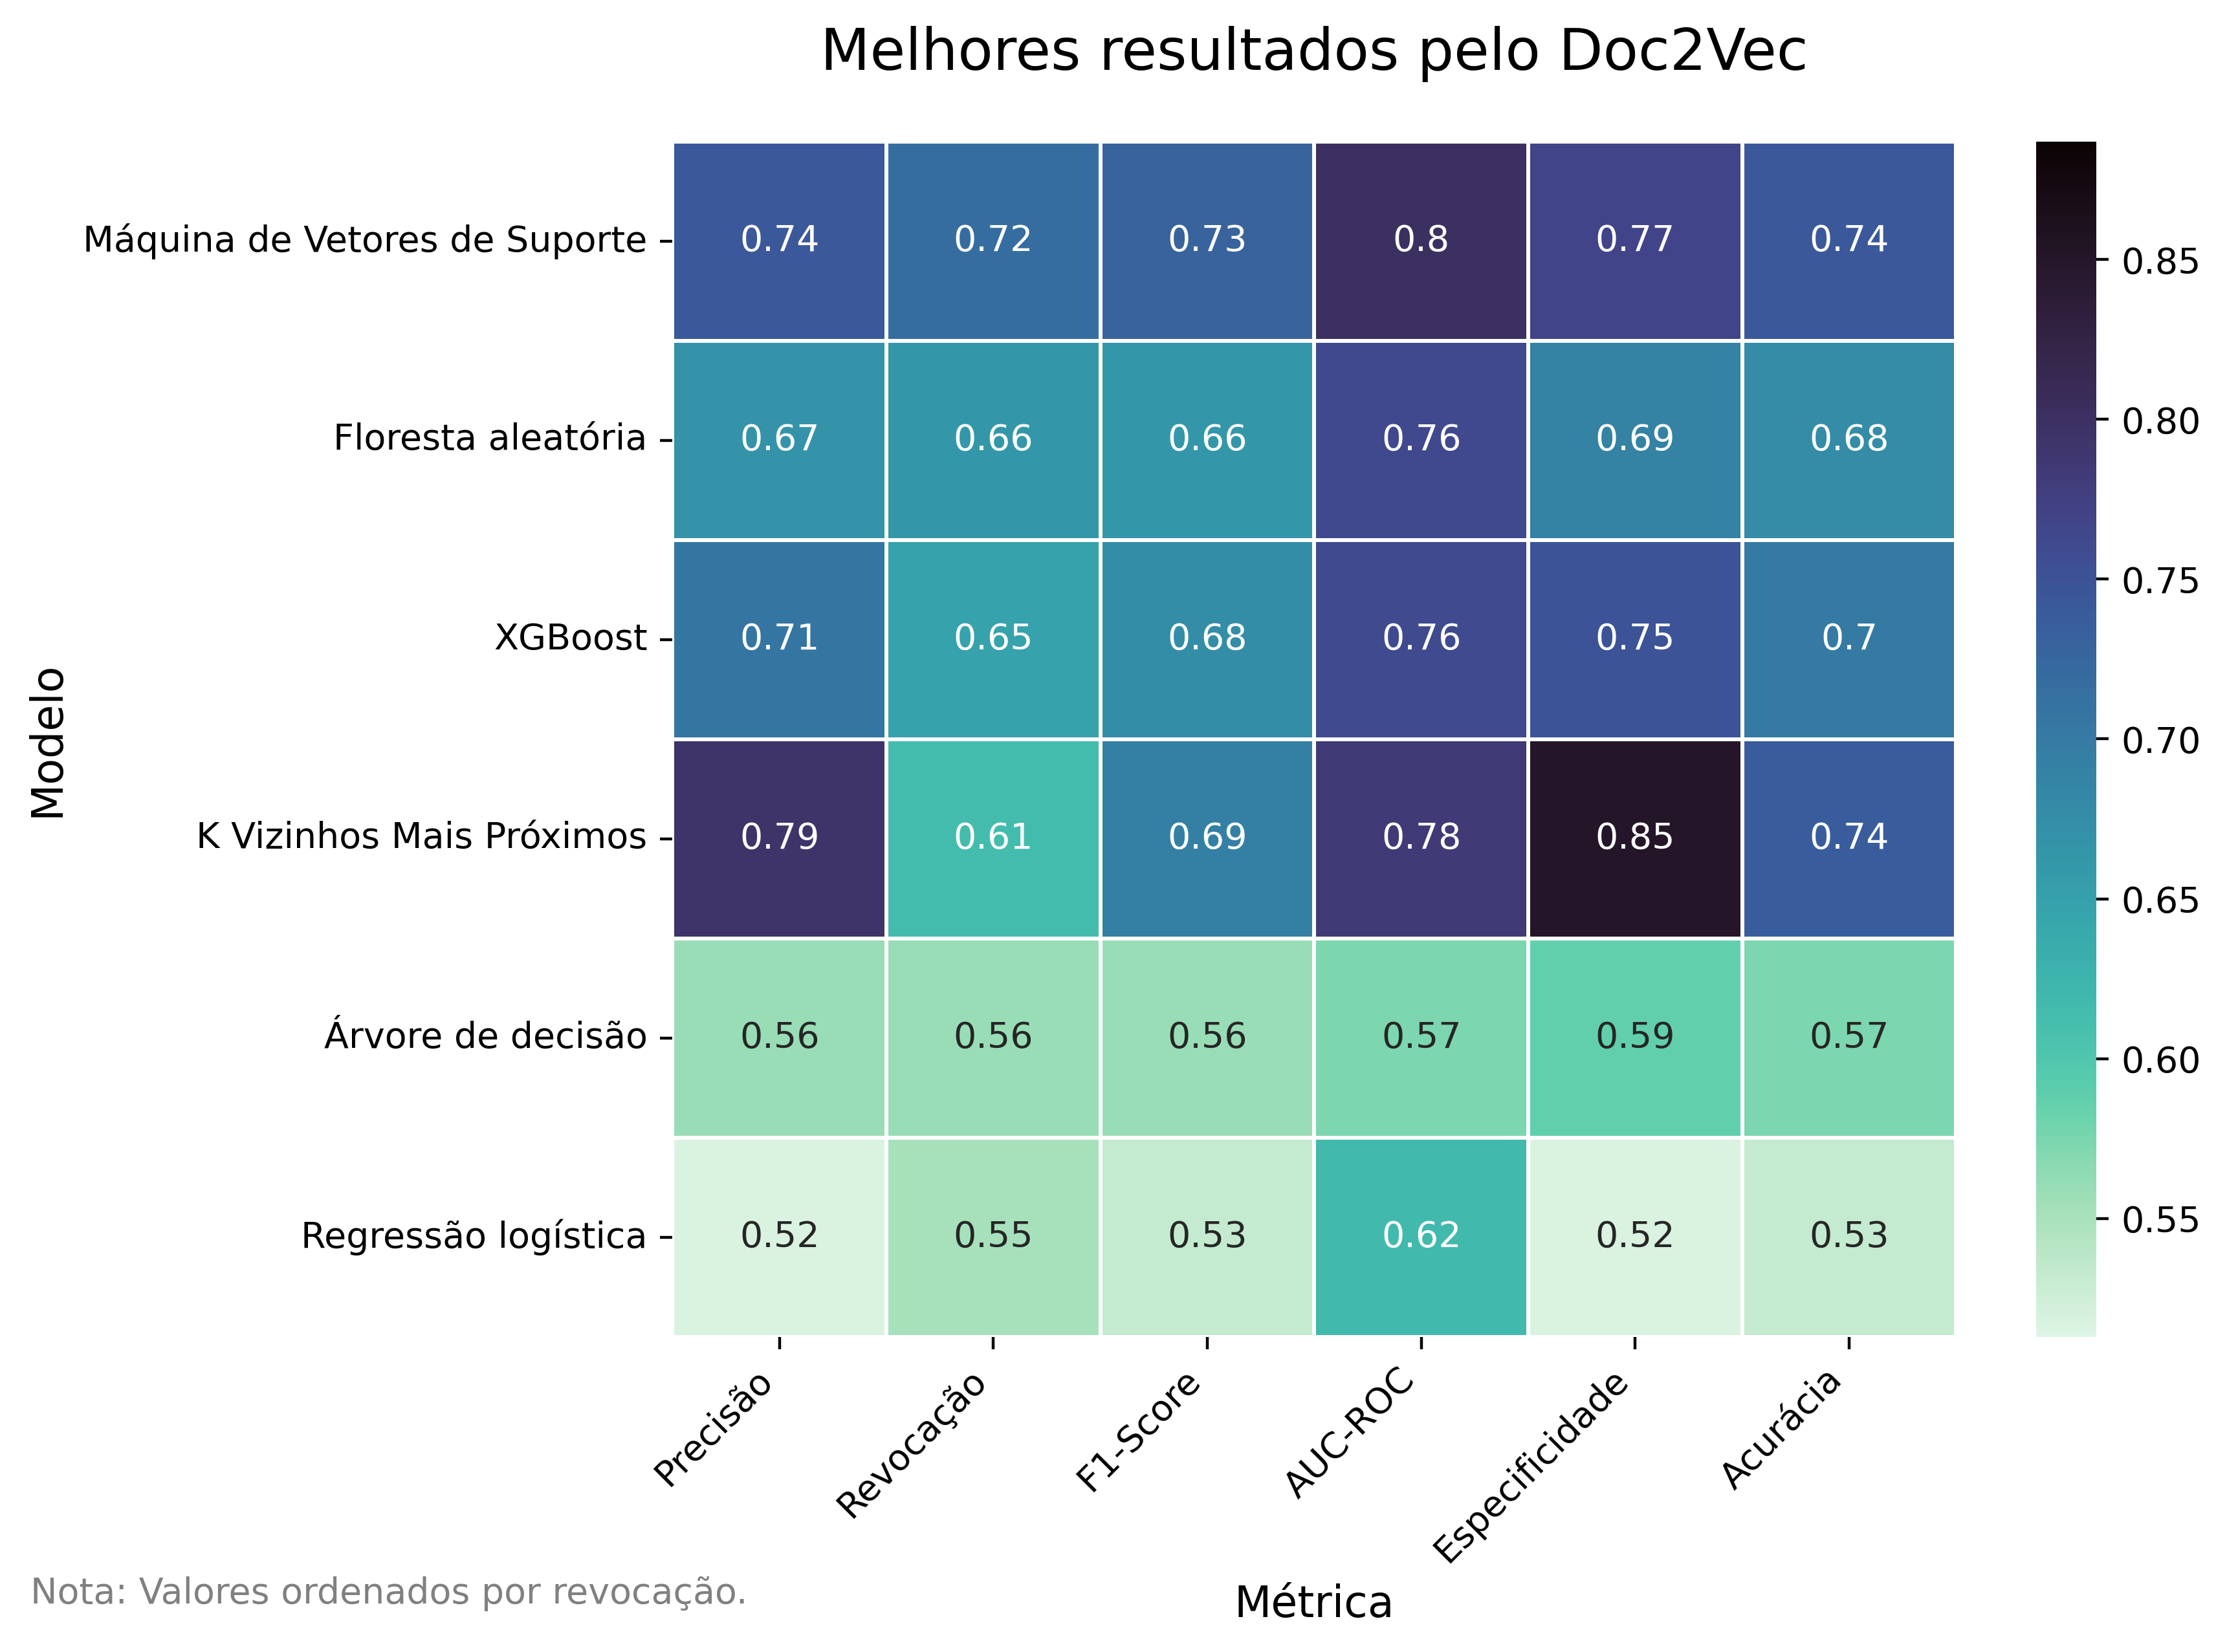 Melhores resultados pelo Doc2Vec
Modelo
Máquina de Vetores de Suporte 0.74 0.72 0.73 0.8 0.77 0.74
Floresta aleatória 0.67 0.66 0.66 0.76 0.69 0.68
XGBoost 0.71 0.65 0.68 0.76 0.75 0.7
K Vizinhos Mais Próximos 0.79 0.61 0.69 0.78 0.85 0.74
Árvore de decisão 0.56 0.56 0.56 0.57 0.59 0.57
Regressão logística 0.52 0.55 0.53 0.62 0.52 0.53
Precisão Revocação F1-Score AUC-ROC Especificidade Acurácia
Métrica
0.85
0.80
0.75
0.70
0.65
0.60
0.55
Nota: Valores ordenados por revocação.